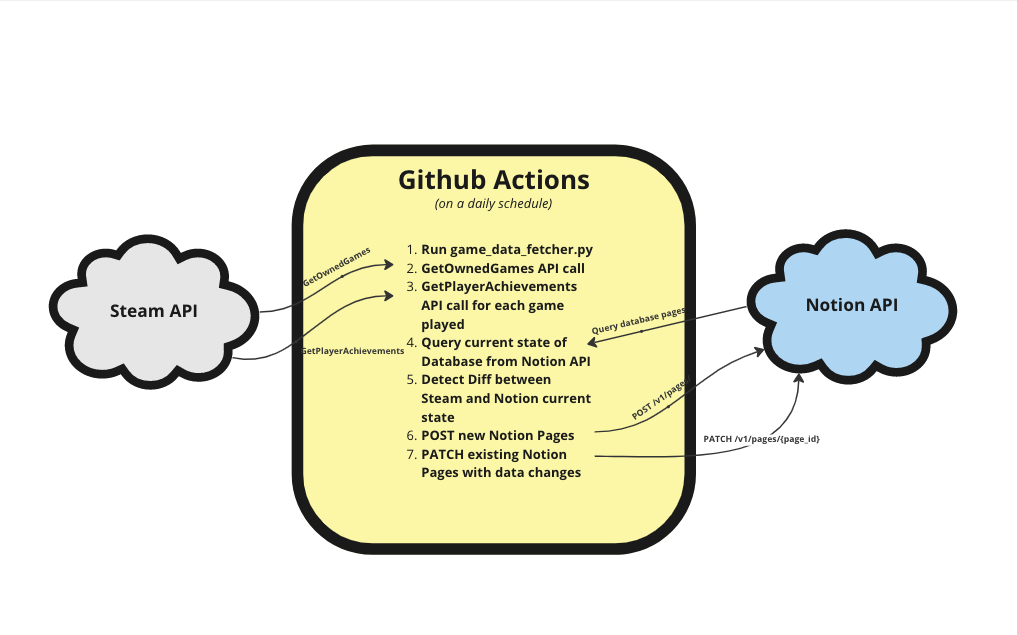 Github Actions
(on a daily schedule)
1. Run game_data_fetcher.py
2. GetOwnedGames API call
3. GetPlayerAchievements
API call for each game
played
4. Query current state of
Database from Notion API
5. Detect Diff between
Steam and Notion current
state
6. POST new Notion Pages
7. PATCH existing Notion
Pages with data changes
GetOwnedGames
GetPlayerAchievements
Steam API
Query database pages
POST /v1/pages
PATCH /v1/pages/{page_id}
Notion API